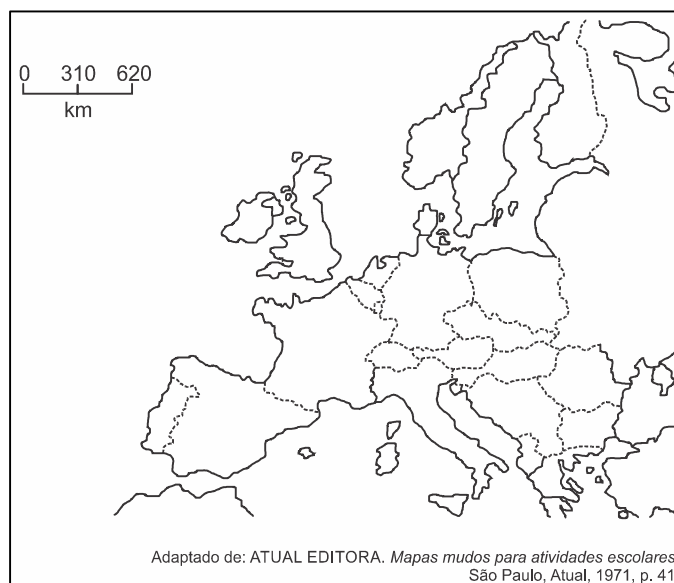 0 310 620
km
Adaptado de: ATUAL EDITORA. Mapas mudos para atividades escolares
São Paulo, Atual, 1971, p. 41